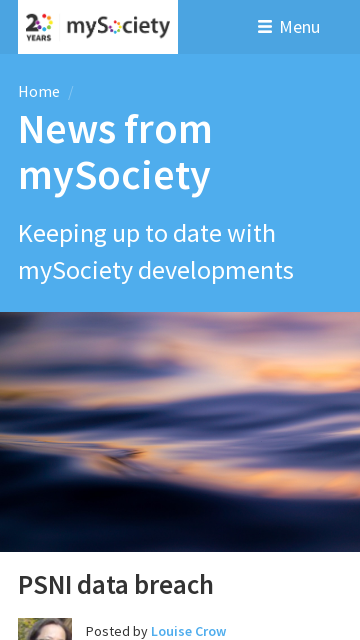 20 YEARS mySociety
Menu
Home /
News from
mySociety
Keeping up to date with
mySociety developments
PSNI data breach
Posted by Louise Crow